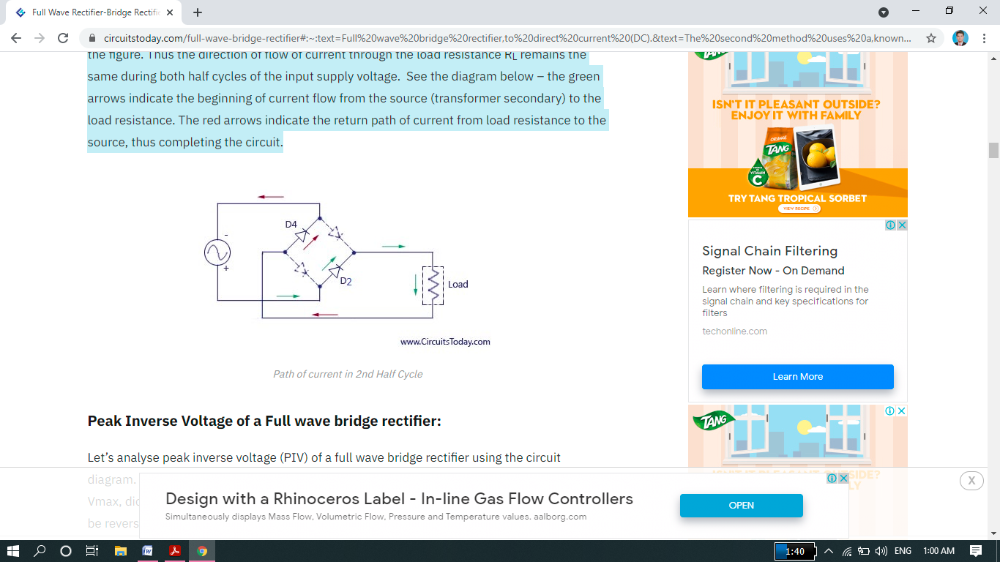 Full Wave Rectifier-Bridge Rectifie
circuitstoday.com/full-wave-bridge-rectifier#:~:text=Full%20wave%20bridge%20rectifier,to%20direct%20current%20(DC).&text=The%20second%20method%20uses%20a,known...
the figure. Thus the direction of flow of current through the load resistance RL remains the
same during both half cycles of the input supply voltage. See the diagram below – the green
arrows indicate the beginning of current flow from the source (transformer secondary) to the
load resistance. The red arrows indicate the return path of current from load resistance to the
source, thus completing the circuit.
D4
-
+
D2
Load
www.CircuitsToday.com
Path of current in 2nd Half Cycle
Peak Inverse Voltage of a Full wave bridge rectifier:
Let's analyse peak inverse voltage (PIV) of a full wave bridge rectifier using the circuit
diagram.
Vmax, dio
be revers
TANG
ISN'T IT PLEASANT OUTSIDE?
ENJOY IT WITH FAMILY
ORANGE
TANG
VITAMIN
C
TRY TANG TROPICAL SORBET
VIEW RECIPE
Signal Chain Filtering
Register Now - On Demand
Learn where filtering is required in the
signal chain and key specifications for
filters
techonline.com
Learn More
TANG
ISN'T IT PLEASANT OUTSIDE?
X
Design with a Rhinoceros Label - In-line Gas Flow Controllers
Simultaneously displays Mass Flow, Volumetric Flow, Pressure and Temperature values. aalborg.com
OPEN
1:40
ENG
1:00 AM